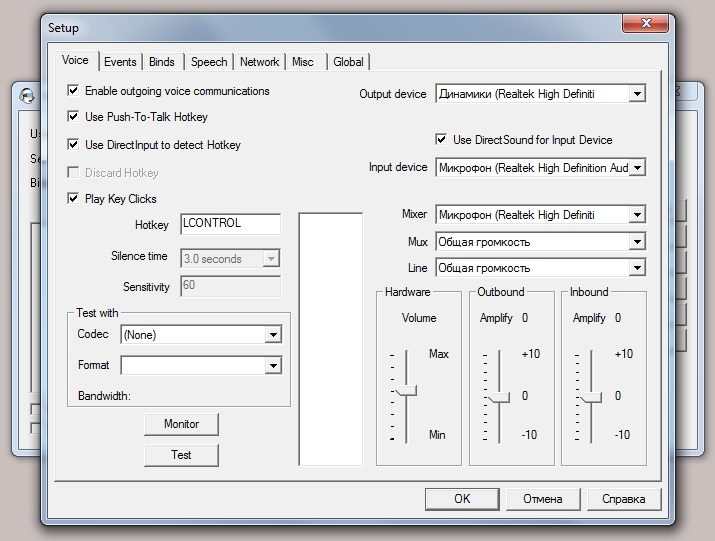 Setup
Voice Events Binds Speech Network Misc Global
Enable outgoing voice communications
Use Push-To-Talk Hotkey
Use DirectInput to detect Hotkey
Discard Hotkey
Play Key Clicks
Hotkey LCONTROL
Silence time 3.0 seconds
Sensitivity 60
Test with
Codec (None)
Format
Bandwidth:
Monitor
Test
Output device Динамики (Realtek High Definiti
Use DirectSound for Input Device
Input device Микрофон (Realtek High Definition Aud
Mixer Микрофон (Realtek High Definiti
Mux Общая громкость
Line Общая громкость
Hardware
Volume
Max
Min
Outbound
Amplify 0
+10
0
-10
Inbound
Amplify 0
+10
0
-10
OK Отмена Справка
Us
Se
Bi